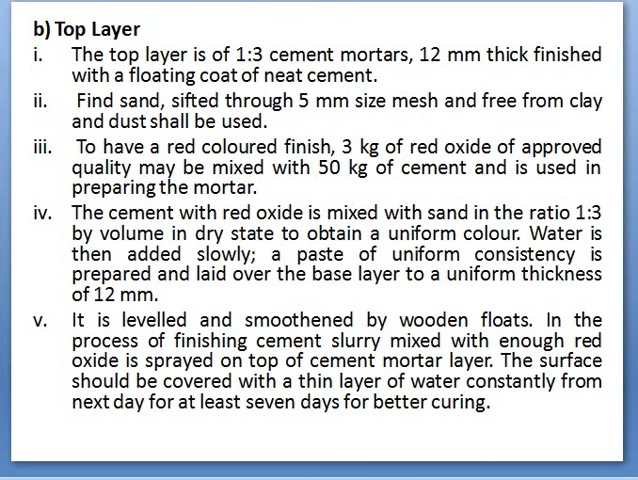 b) Top Layer
i. The top layer is of 1:3 cement mortars, 12 mm thick finished
with a floating coat of neat cement.
ii. Find sand, sifted through 5 mm size mesh and free from clay
and dust shall be used.
iii. To have a red coloured finish, 3 kg of red oxide of approved
quality may be mixed with 50 kg of cement and is used in
preparing the mortar.
iv. The cement with red oxide is mixed with sand in the ratio 1:3
by volume in dry state to obtain a uniform colour. Water is
then added slowly; a paste of uniform consistency is
prepared and laid over the base layer to a uniform thickness
of 12 mm.
v. It is levelled and smoothened by wooden floats. In the
process of finishing cement slurry mixed with enough red
oxide is sprayed on top of cement mortar layer. The surface
should be covered with a thin layer of water constantly from
next day for at least seven days for better curing.